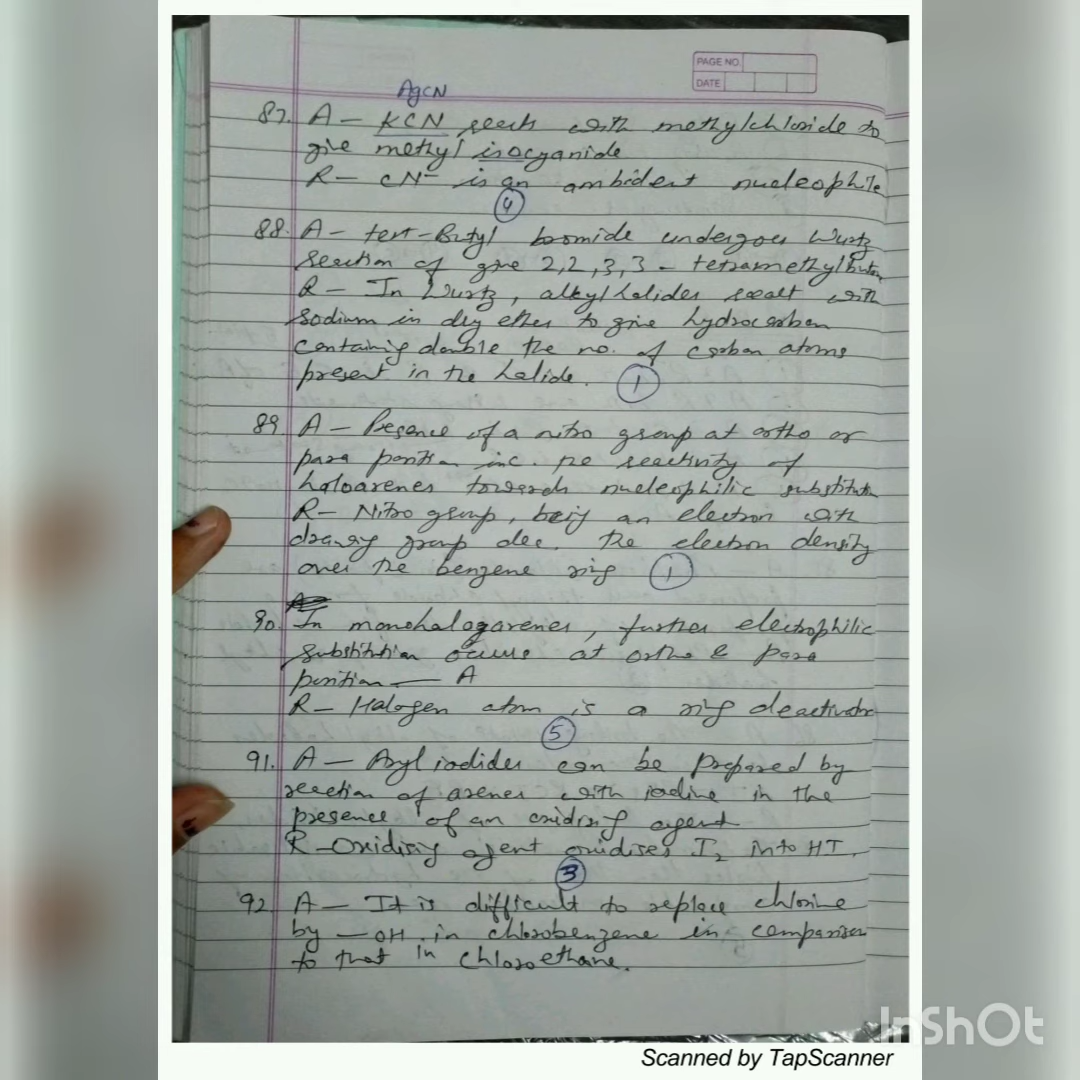 PAGE NO.
DATE
AgCN
87. A - KCN reacts with methylchloride to
give methyl isocyanide
R - CN⁻ is an ambident nucleophile
4
88. A - tert-Butyl bromide undergoes Wurtz
reaction of give 2,2,3,3 - tetramethylbutane
R - In Wurtz, alkyl halides react with
sodium in dry ether to give hydrocarbon
containing double the no. of carbon atoms
present in the halide. 1
89. A - Presence of a nitro group at ortho or
para position inc. the reactivity of
haloarenes towards nucleophilic substitution
R - Nitro group, being an electron with
drawing group dec. the electron density
over the benzene ring 1
90. In monohalogarenes, further electrophilic
substitution occurs at ortho & para
position — A
R - Halogen atom is a ring deactivator
5
91. A - Aryl iodides can be prepared by
reaction of arenes with iodine in the
presence of an oxidising agent
R - Oxidising agent oxidises I₂ into HI.
3
92. A - It is difficult to replace chlorine
by -OH in chlorobenzene in comparison
to that in chloroethane.
InShOt
Scanned by TapScanner